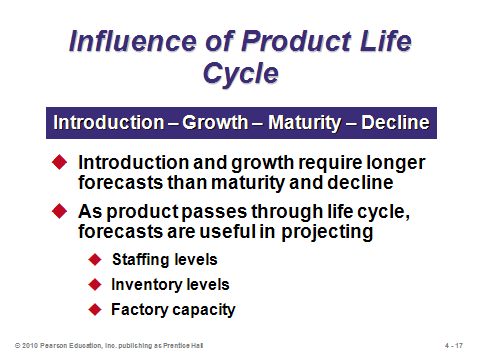 Influence of Product Life
Cycle
Introduction – Growth – Maturity – Decline
Introduction and growth require longer
forecasts than maturity and decline
As product passes through life cycle,
forecasts are useful in projecting
Staffing levels
Inventory levels
Factory capacity
© 2010 Pearson Education, Inc. publishing as Prentice Hall
4 - 17